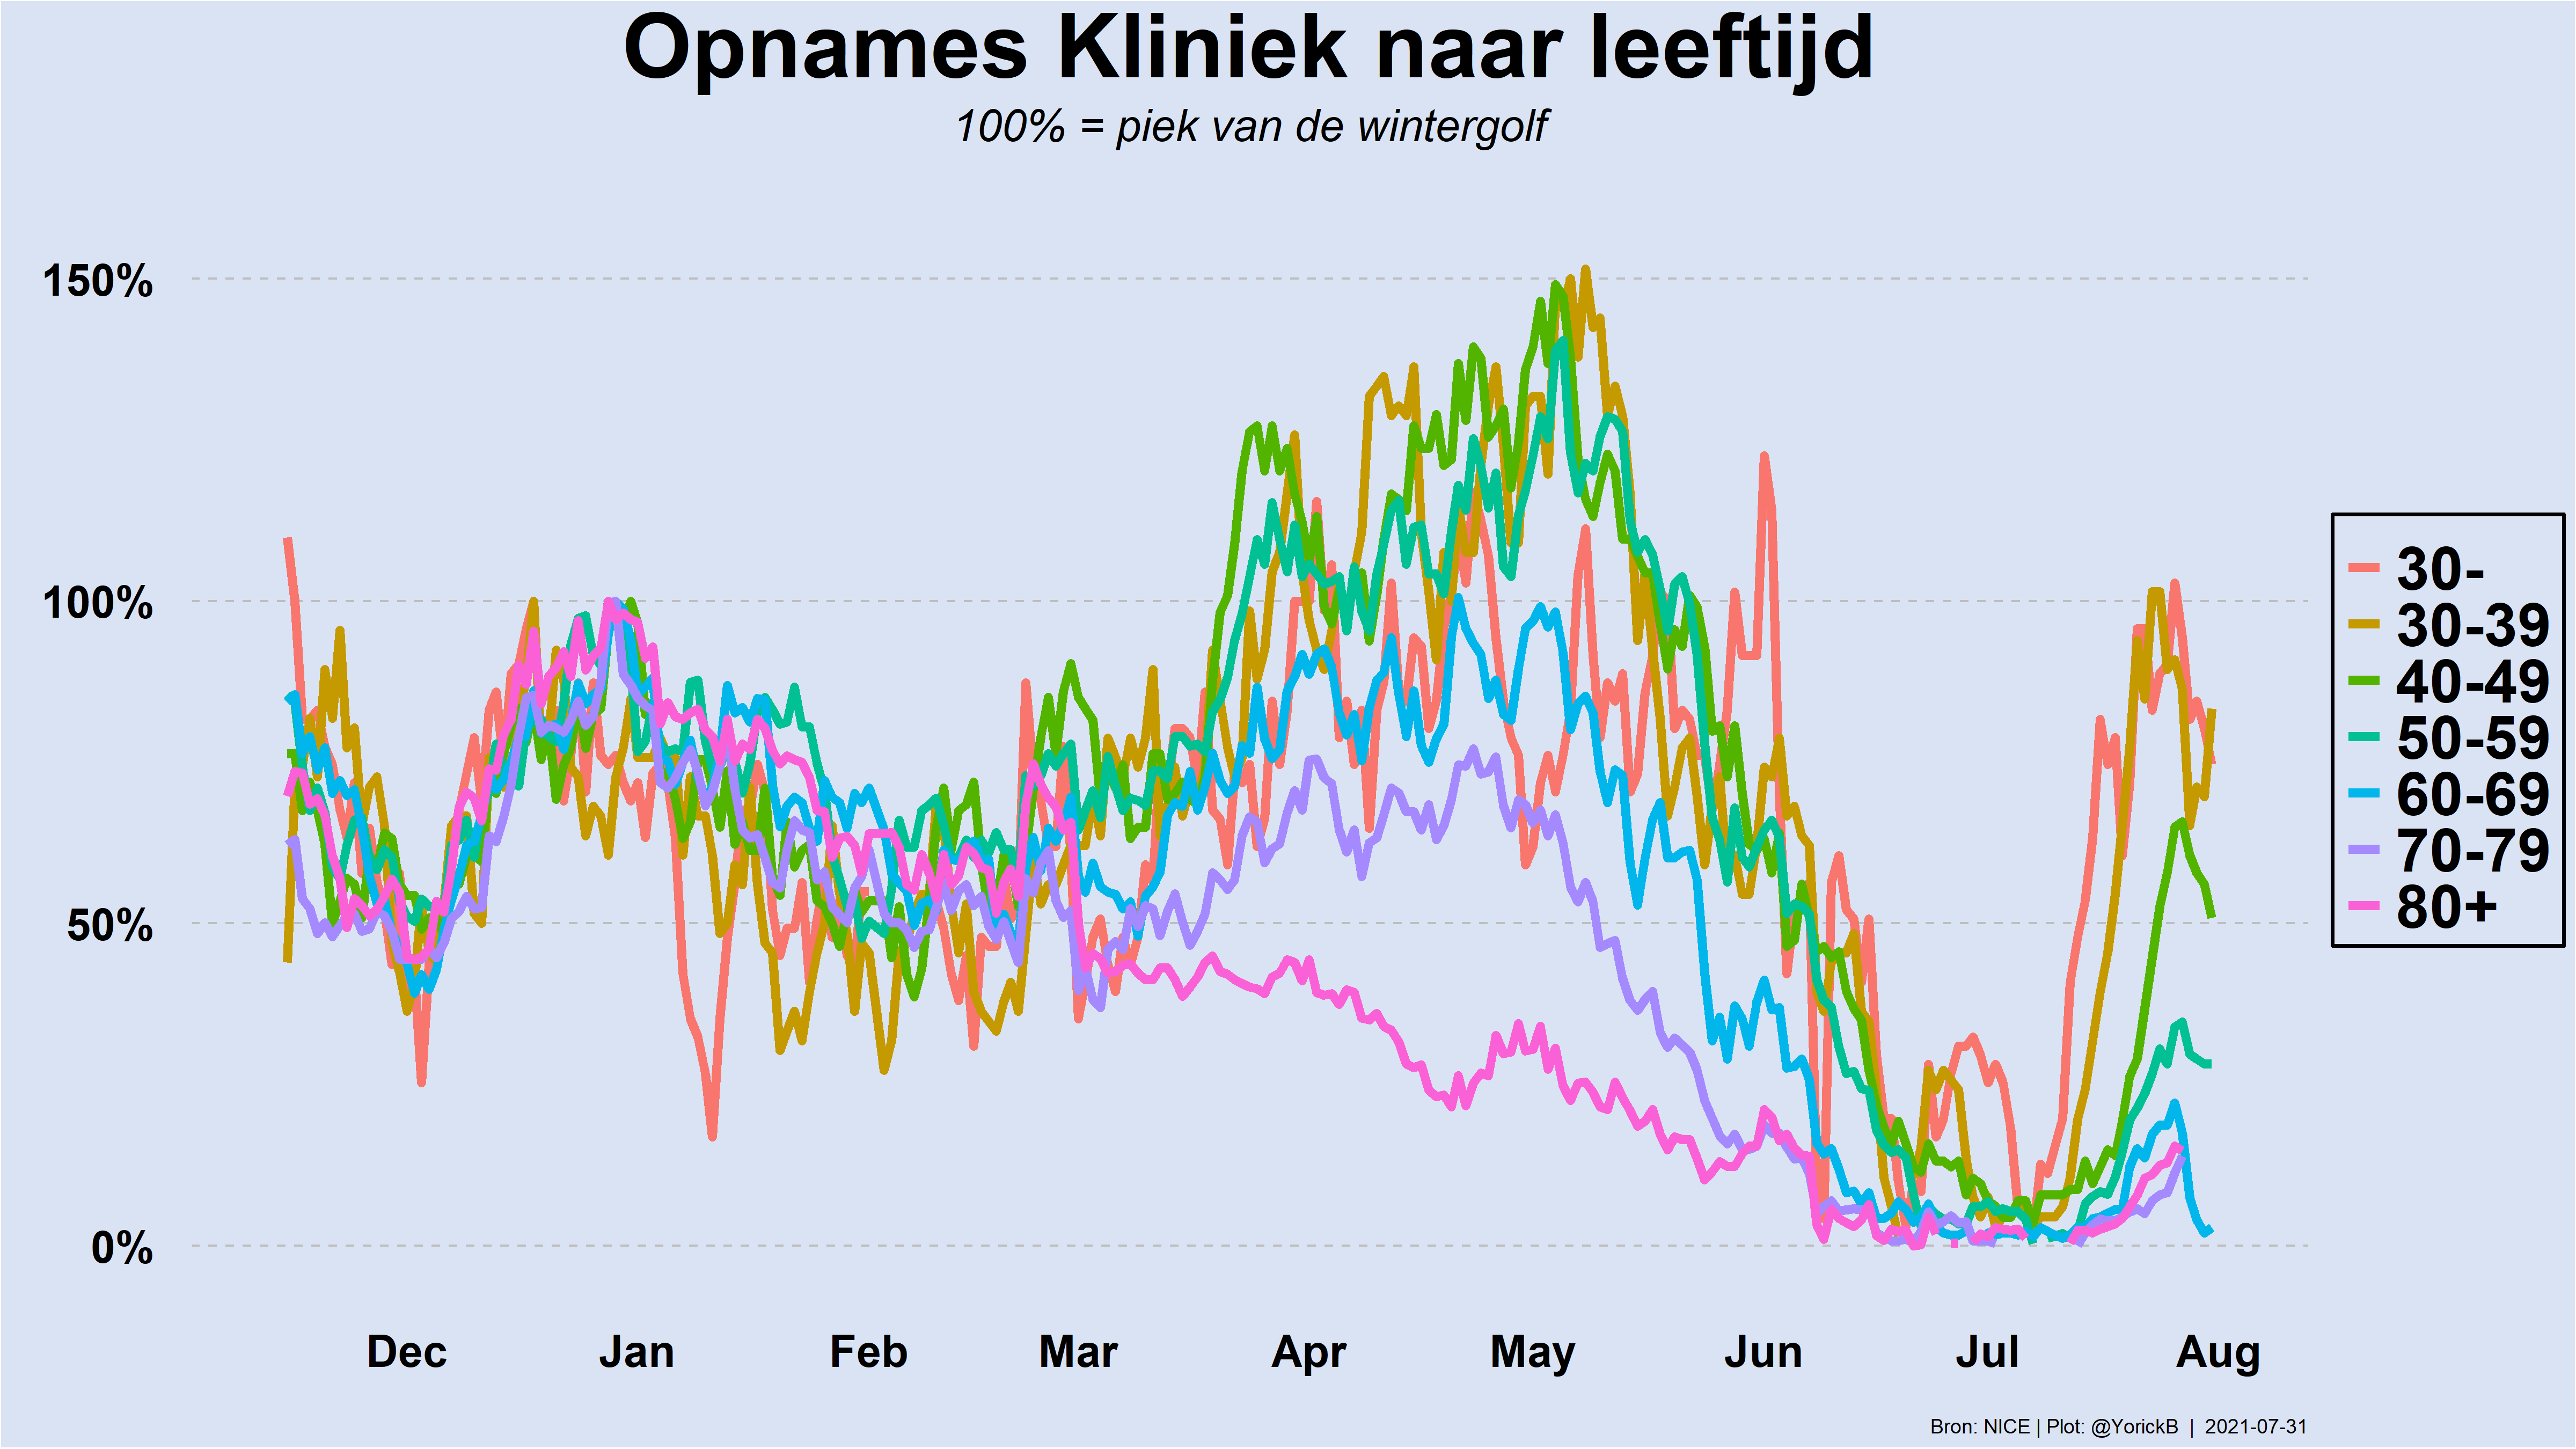 Opnames Kliniek naar leeftijd
100% = piek van de wintergolf
150%
100%
50%
0%
30-
30-39
40-49
50-59
60-69
70-79
80+
Dec Jan Feb Mar Apr May Jun Jul Aug
Bron: NICE | Plot: @YorickB | 2021-07-31